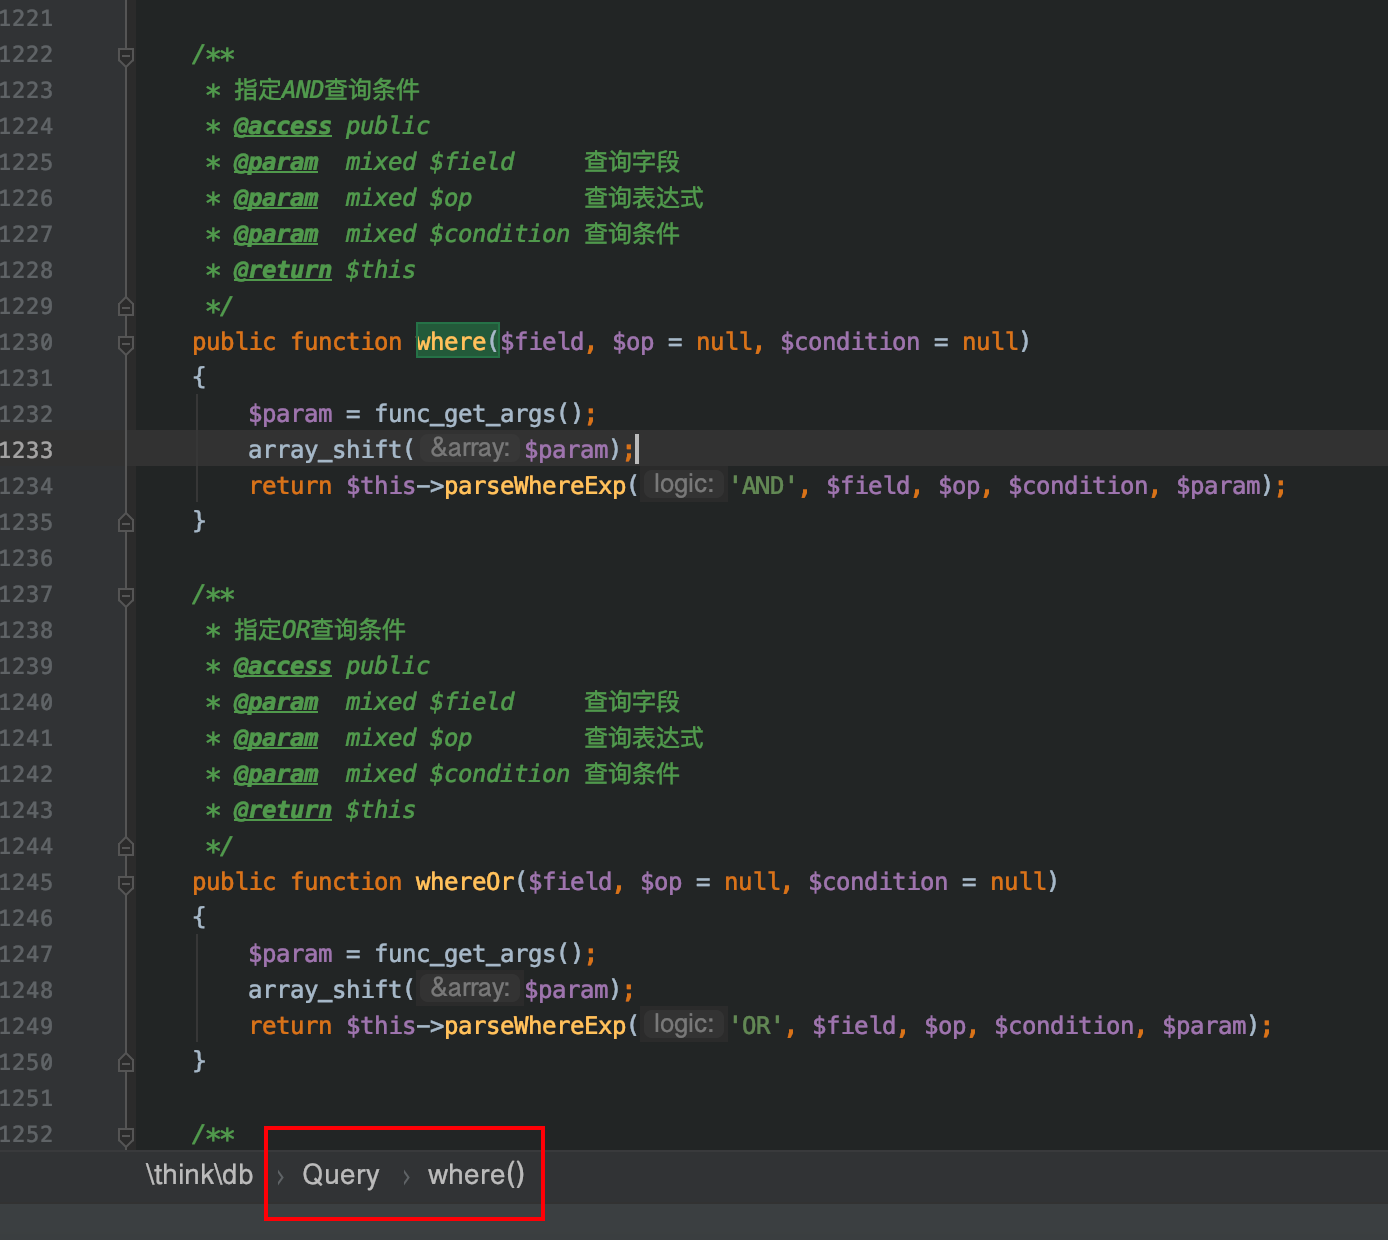 1221
1222 /**
1223 * 指定AND查询条件
1224 * @access public
1225 * @param mixed $field 查询字段
1226 * @param mixed $op 查询表达式
1227 * @param mixed $condition 查询条件
1228 * @return $this
1229 */
1230 public function where($field, $op = null, $condition = null)
1231 {
1232 $param = func_get_args();
1233 array_shift( &array: $param);
1234 return $this->parseWhereExp( logic: 'AND', $field, $op, $condition, $param);
1235 }
1236
1237 /**
1238 * 指定OR查询条件
1239 * @access public
1240 * @param mixed $field 查询字段
1241 * @param mixed $op 查询表达式
1242 * @param mixed $condition 查询条件
1243 * @return $this
1244 */
1245 public function whereOr($field, $op = null, $condition = null)
1246 {
1247 $param = func_get_args();
1248 array_shift( &array: $param);
1249 return $this->parseWhereExp( logic: 'OR', $field, $op, $condition, $param);
1250 }
1251
1252 /**
\think\db › Query › where()